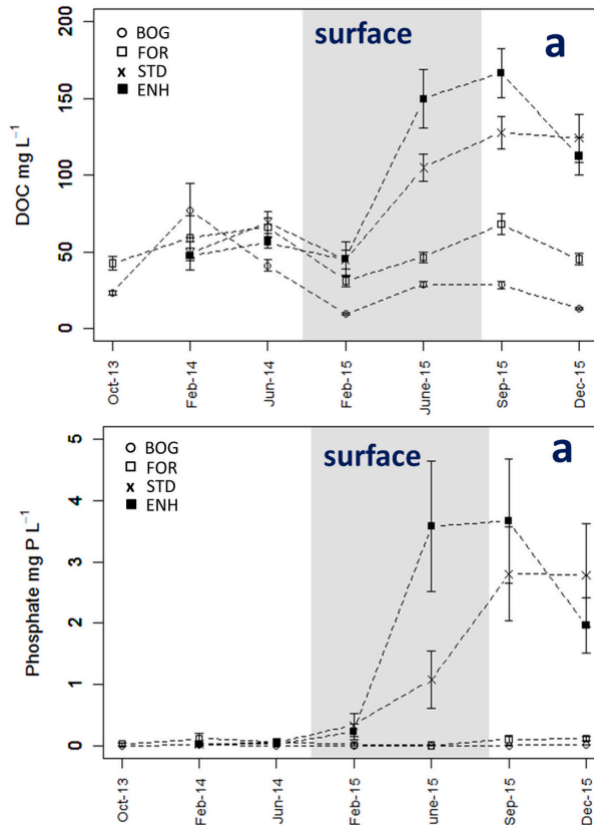 surface a
BOG
FOR
STD
ENH
DOC mg L⁻¹
200
150
100
50
0
Oct-13
Feb-14
Jun-14
Feb-15
June-15
Sep-15
Dec-15
surface a
BOG
FOR
STD
ENH
Phosphate mg P L⁻¹
5
4
3
2
1
0
Oct-13
Feb-14
Jun-14
Feb-15
June-15
Sep-15
Dec-15